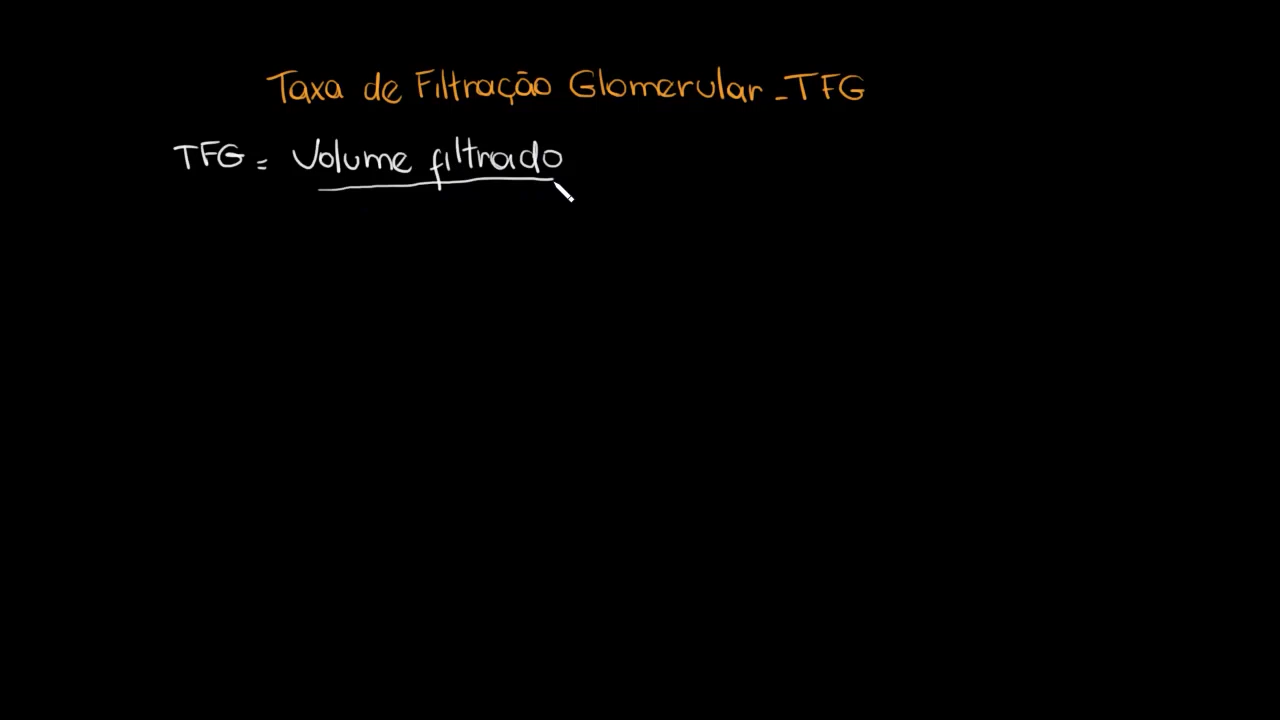 Taxa de Filtração Glomerular - TFG
TFG = Volume filtrado